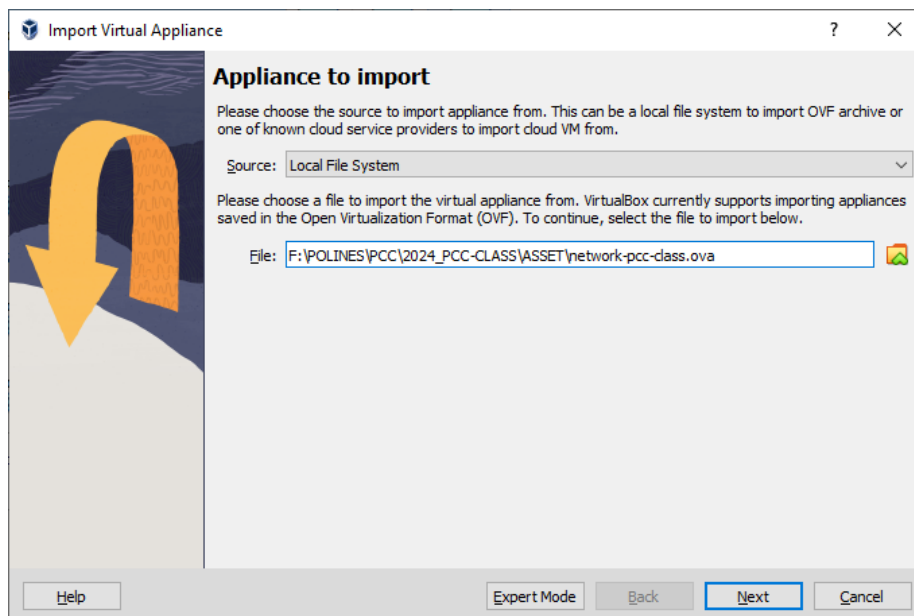 Import Virtual Appliance
?
Appliance to import
Please choose the source to import appliance from. This can be a local file system to import OVF archive or
one of known cloud service providers to import cloud VM from.
Source: Local File System
Please choose a file to import the virtual appliance from. VirtualBox currently supports importing appliances
saved in the Open Virtualization Format (OVF). To continue, select the file to import below.
File: F:\POLINES\PCC\2024_PCC-CLASS\ASSET\network-pcc-class.ova
Help Expert Mode Back Next Cancel